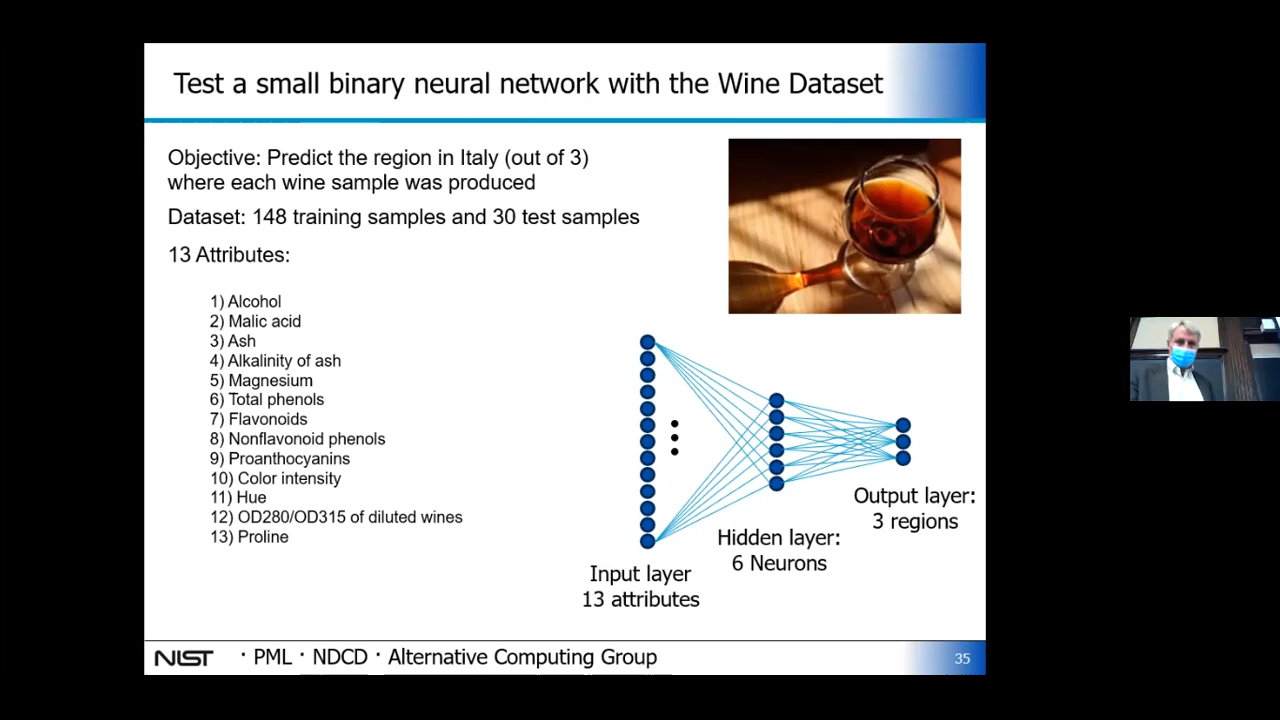 Test a small binary neural network with the Wine Dataset
Objective: Predict the region in Italy (out of 3)
where each wine sample was produced
Dataset: 148 training samples and 30 test samples
13 Attributes:
1) Alcohol
2) Malic acid
3) Ash
4) Alkalinity of ash
5) Magnesium
6) Total phenols
7) Flavonoids
8) Nonflavonoid phenols
9) Proanthocyanins
10) Color intensity
11) Hue
12) OD280/OD315 of diluted wines
13) Proline
Input layer
13 attributes
Hidden layer:
6 Neurons
Output layer:
3 regions
NIST · PML · NDCD · Alternative Computing Group
35